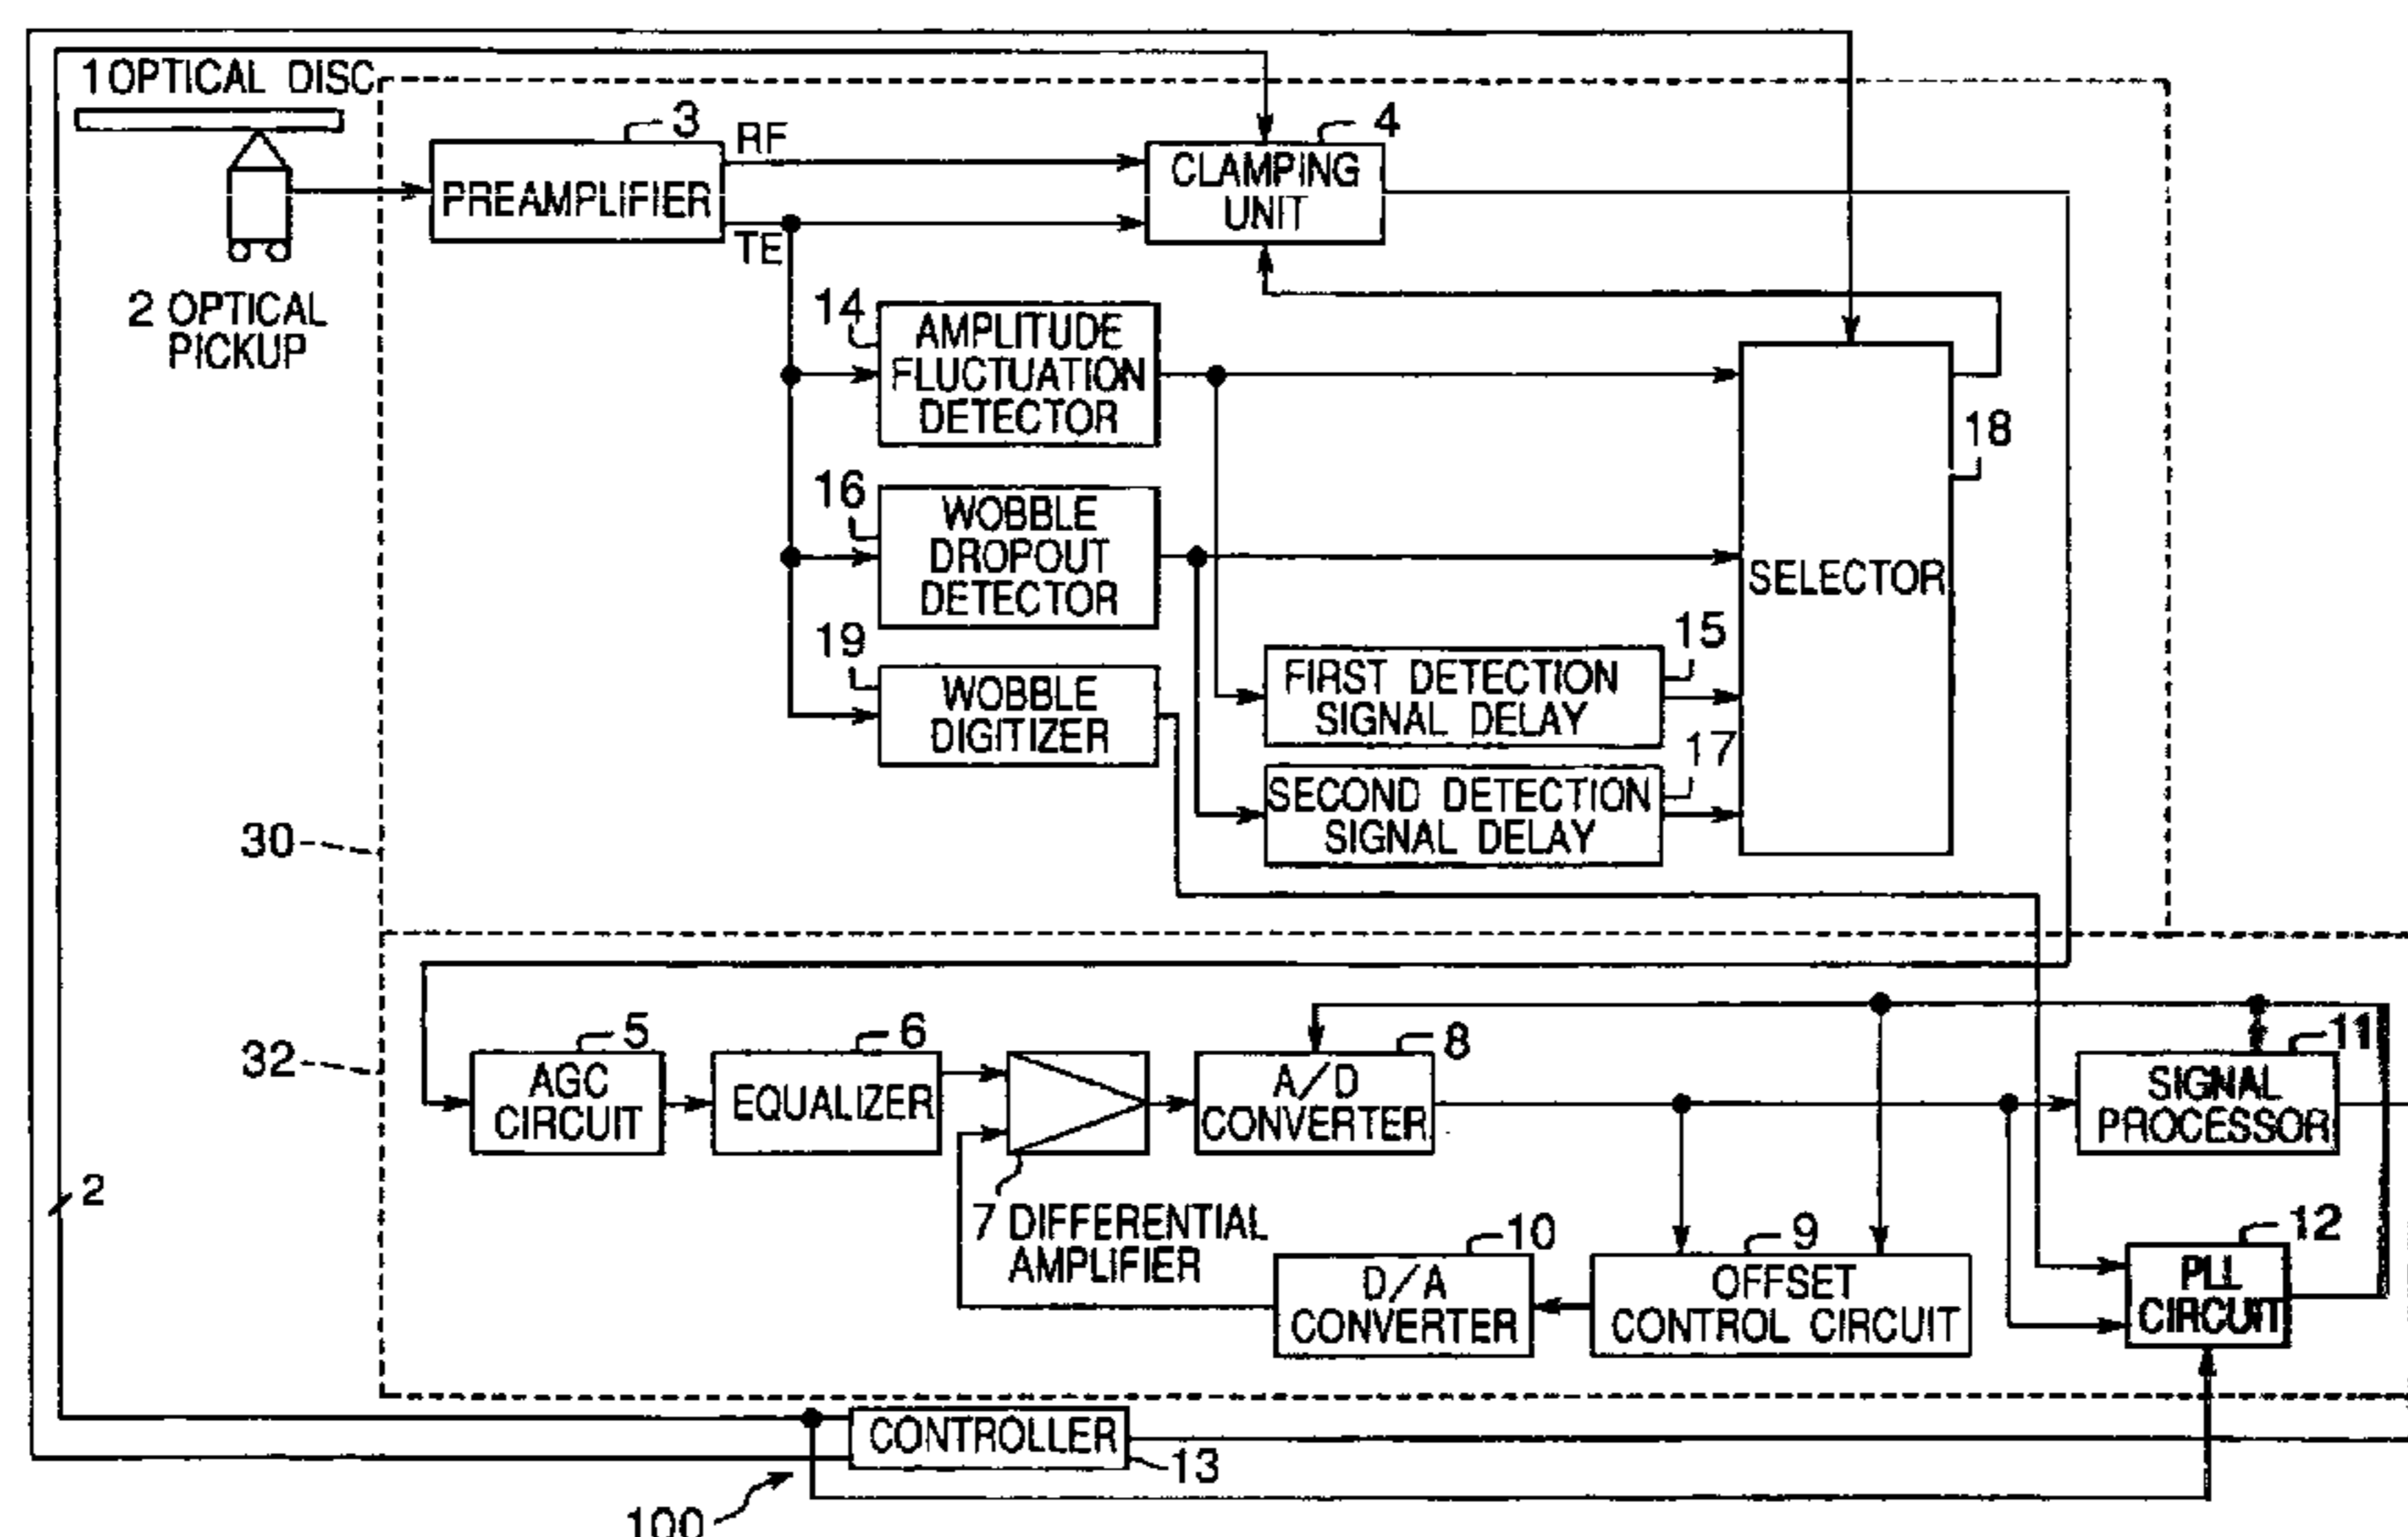 1 OPTICAL DISC
2 OPTICAL
PICKUP
3
PREAMPLIFIER
RF
TE
4
CLAMPING
UNIT
14
AMPLITUDE
FLUCTUATION
DETECTOR
16
WOBBLE
DROPOUT
DETECTOR
19
WOBBLE
DIGITIZER
15
FIRST DETECTION
SIGNAL DELAY
17
SECOND DETECTION
SIGNAL DELAY
18
SELECTOR
30
32
2
5
AGC
CIRCUIT
6
EQUALIZER
7 DIFFERENTIAL
AMPLIFIER
8
A/D
CONVERTER
11
SIGNAL
PROCESSOR
10
D/A
CONVERTER
9
OFFSET
CONTROL CIRCUIT
12
PLL
CIRCUIT
CONTROLLER
13
100